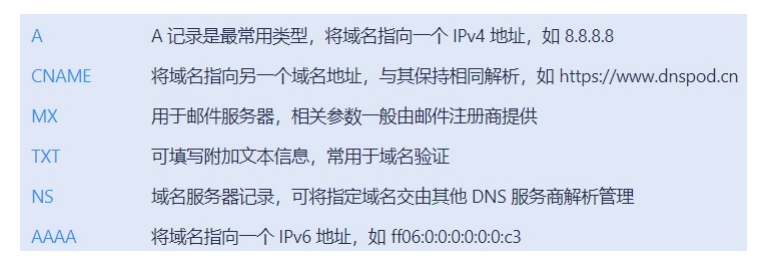 A A 记录是最常用类型，将域名指向一个 IPv4 地址，如 8.8.8.8
CNAME 将域名指向另一个域名地址，与其保持相同解析，如 https://www.dnspod.cn
MX 用于邮件服务器，相关参数一般由邮件注册商提供
TXT 可填写附加文本信息，常用于域名验证
NS 域名服务器记录，可将指定域名交由其他 DNS 服务商解析管理
AAAA 将域名指向一个 IPv6 地址，如 ff06:0:0:0:0:0:0:c3